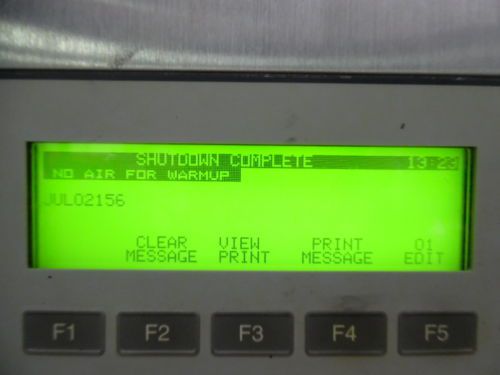 SHUTDOWN COMPLETE 13:23
NO AIR FOR WARMUP
JUL02156
CLEAR VIEW PRINT 01
MESSAGE PRINT MESSAGE EDIT
F1 F2 F3 F4 F5